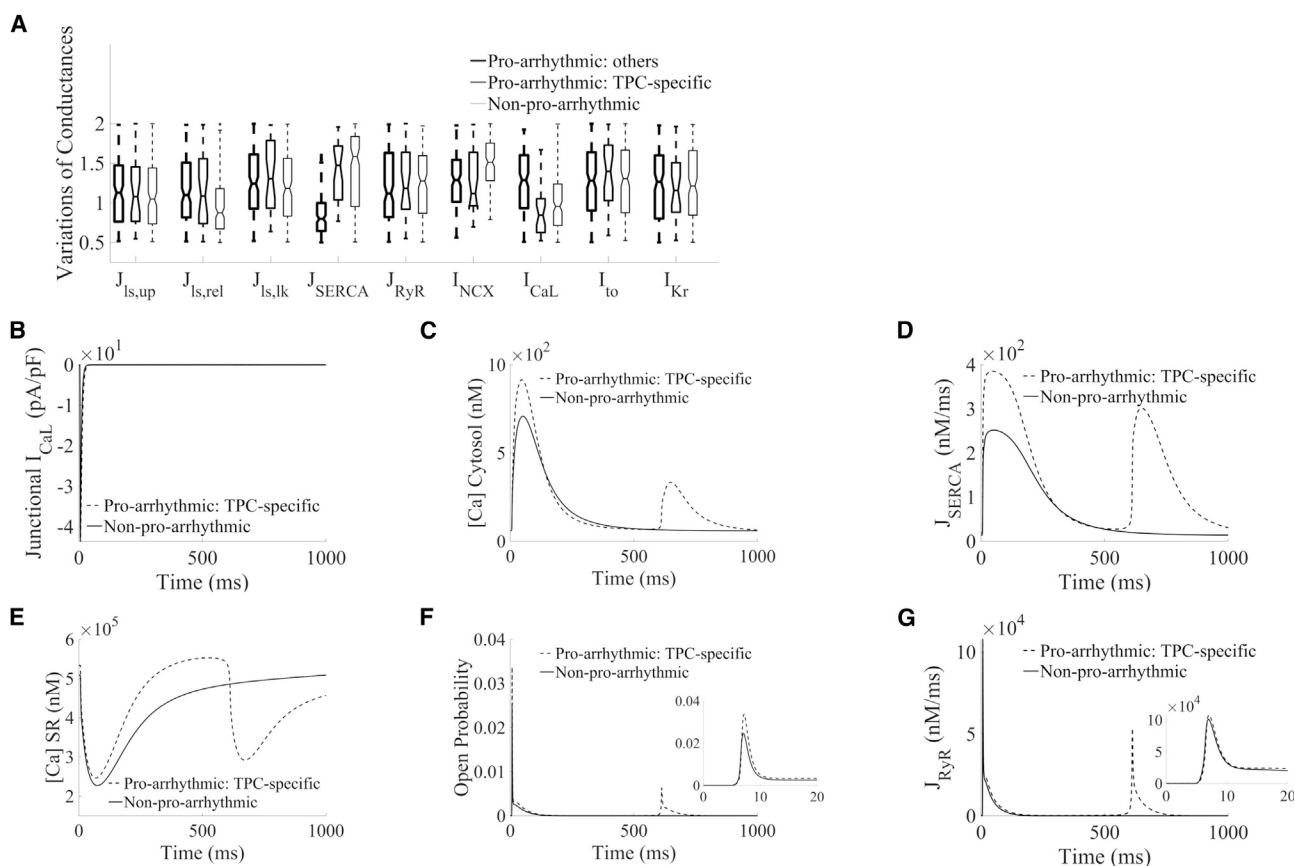 A
Variations of Conductances
Pro-arrhythmic: others
Pro-arrhythmic: TPC-specific
Non-pro-arrhythmic
2
1.5
1
0.5
J_ls,up J_ls,rel J_ls,lk J_SERCA J_RyR I_NCX I_CaL I_to I_Kr
B
Junctional I_CaL (pA/pF)
×10^1
0
-1
-2
-3
-4
Pro-arrhythmic: TPC-specific
Non-pro-arrhythmic
0 500 1000
Time (ms)
C
[Ca] Cytosol (nM)
×10^2
10
5
0
Pro-arrhythmic: TPC-specific
Non-pro-arrhythmic
0 500 1000
Time (ms)
D
J_SERCA (nM/ms)
×10^2
4
3
2
1
0
Pro-arrhythmic: TPC-specific
Non-pro-arrhythmic
0 500 1000
Time (ms)
E
[Ca] SR (nM)
×10^5
6
5
4
3
2
Pro-arrhythmic: TPC-specific
Non-pro-arrhythmic
0 500 1000
Time (ms)
F
Open Probability
0.04
0.03
0.02
0.01
0
Pro-arrhythmic: TPC-specific
Non-pro-arrhythmic
0.04
0.02
0
0 10 20
0 500 1000
Time (ms)
G
J_RyR (nM/ms)
×10^4
10
5
0
Pro-arrhythmic: TPC-specific
Non-pro-arrhythmic
×10^4
10
5
0
0 10 20
0 500 1000
Time (ms)